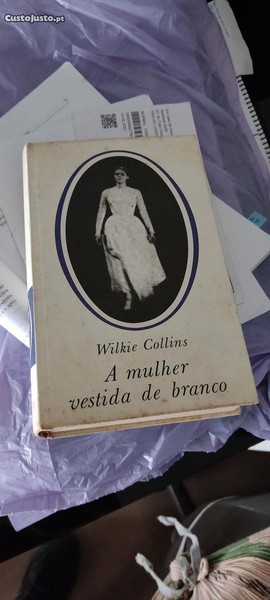 CustoJusto.pt
Wilkie Collins
A mulher
vestida de branco